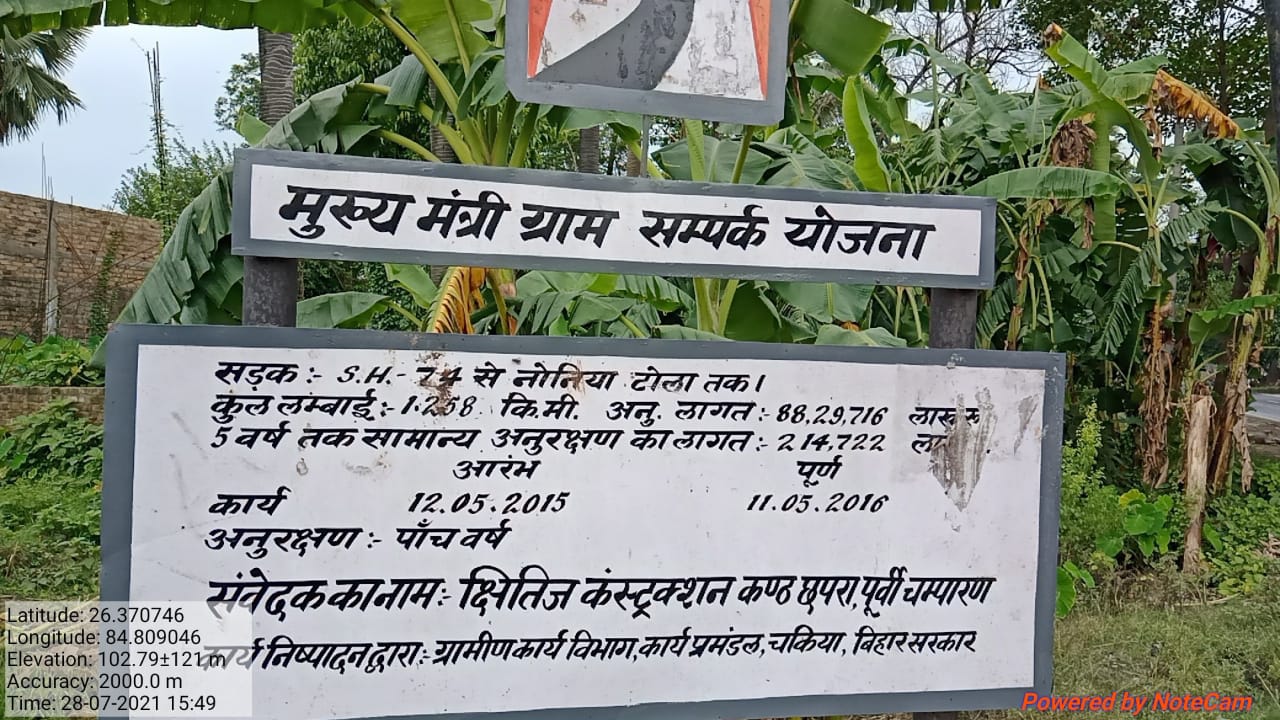 मुख्य मंत्री ग्राम सम्पर्क योजना
सड़क :- S.H.- 74 से नोनिया टोला तक।
कुल लम्बाई :- 1.258 कि.मी. अनु. लागत :- 88,29,716
5 वर्ष तक सामान्य अनुरक्षण का लागत :- 214.722
आरंभ पूर्ण
कार्य 12.05.2015 11.05.2016
अनुरक्षण :- पाँच वर्ष
संवेदक का नाम :- क्षितिज कंस्ट्रक्शन कण्ठ छपरा, पूर्वी चम्पारण
कार्य निष्पादन द्वारा :- ग्रामीण कार्य विभाग, कार्य प्रमंडल, चकिया, बिहार सरकार
Latitude: 26.370746
Longitude: 84.809046
Elevation: 102.79±121 m
Accuracy: 2000.0 m
Time: 28-07-2021 15:49
Powered by NoteCam